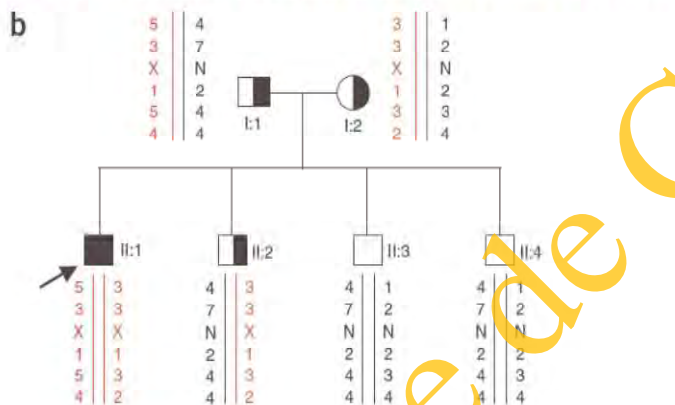 b
5 4 3 1
3 7 3 2
X N X N
1 2 1 2
5 4 3 3
4 4 2 4
I:1 I:2
II:1 II:2 II:3 II:4
5 3 4 3 4 1 4 1
3 3 7 3 7 2 7 2
X X N X N N N N
1 1 2 1 2 2 2 2
5 3 4 3 4 3 4 3
4 2 4 2 4 4 4 4
e de C